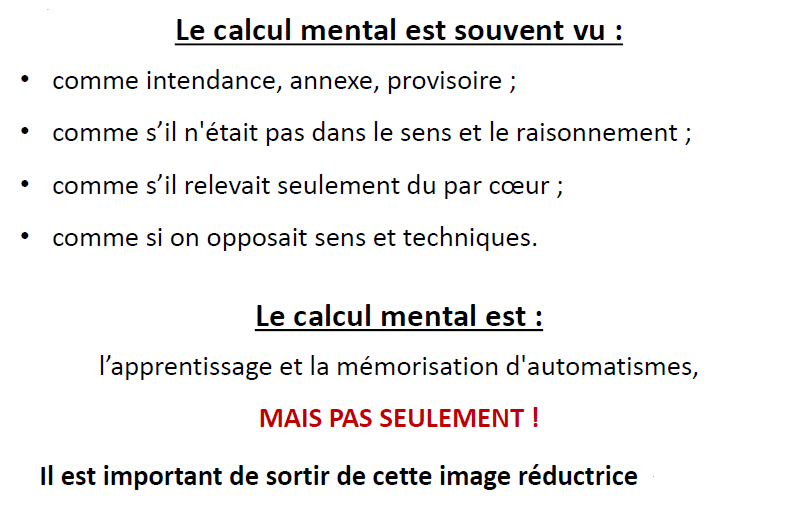 Le calcul mental est souvent vu :
• comme intendance, annexe, provisoire ;
• comme s’il n'était pas dans le sens et le raisonnement ;
• comme s’il relevait seulement du par cœur ;
• comme si on opposait sens et techniques.
Le calcul mental est :
l’apprentissage et la mémorisation d'automatismes,
MAIS PAS SEULEMENT !
Il est important de sortir de cette image réductrice